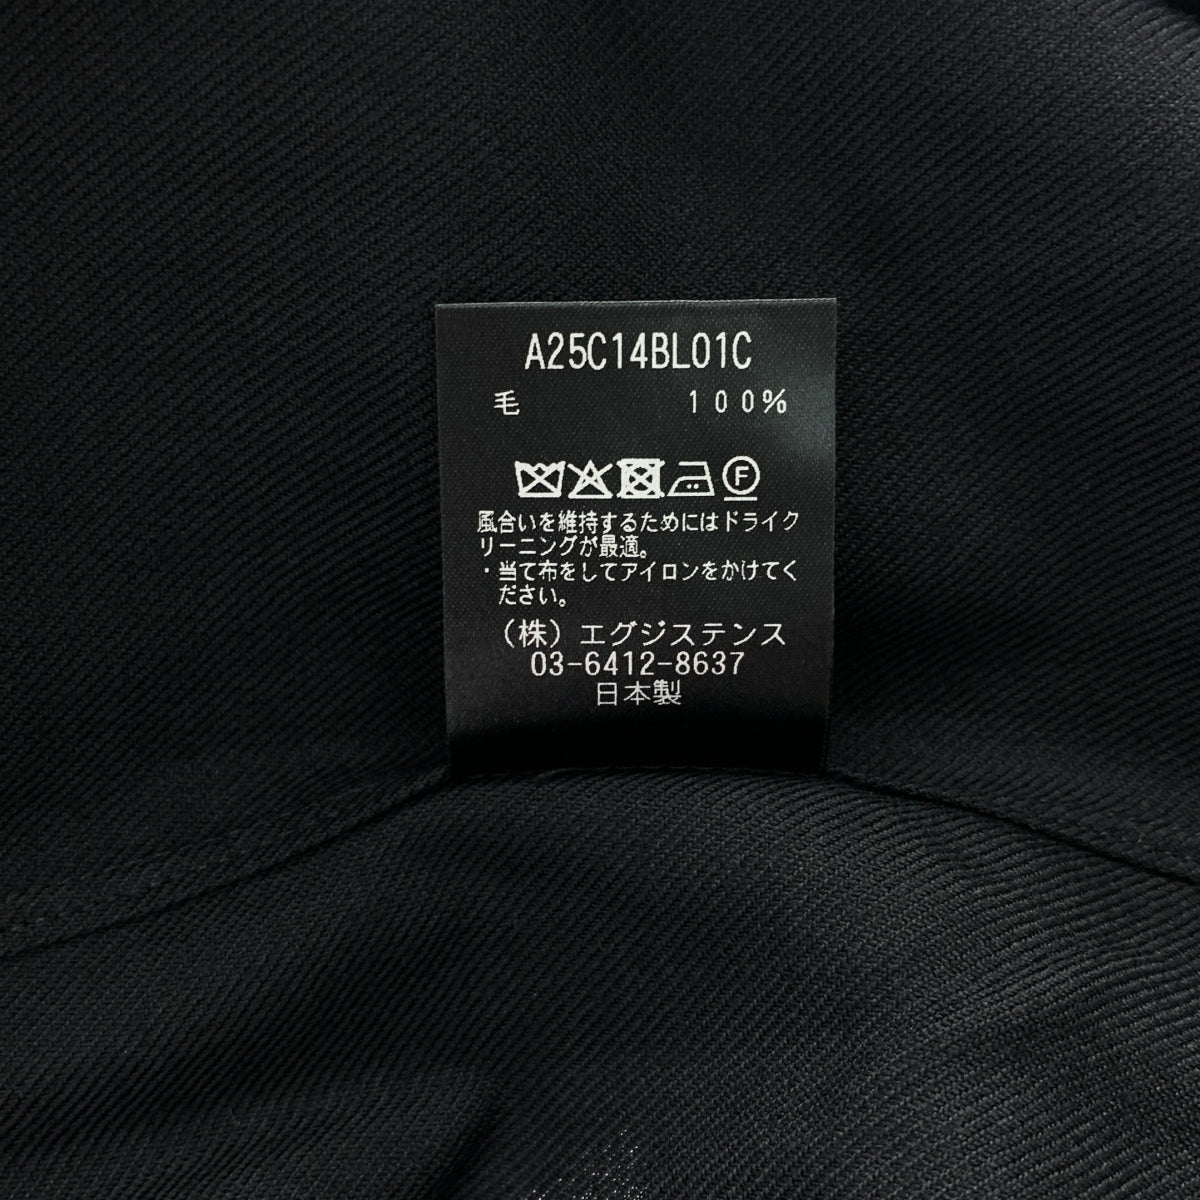 A25C14BL01C
毛 100%
F
風合いを維持するためにはドライク
リーニングが最適。
・当て布をしてアイロンをかけてく
ださい。
（株）エグジステンス
03-6412-8637
日本製